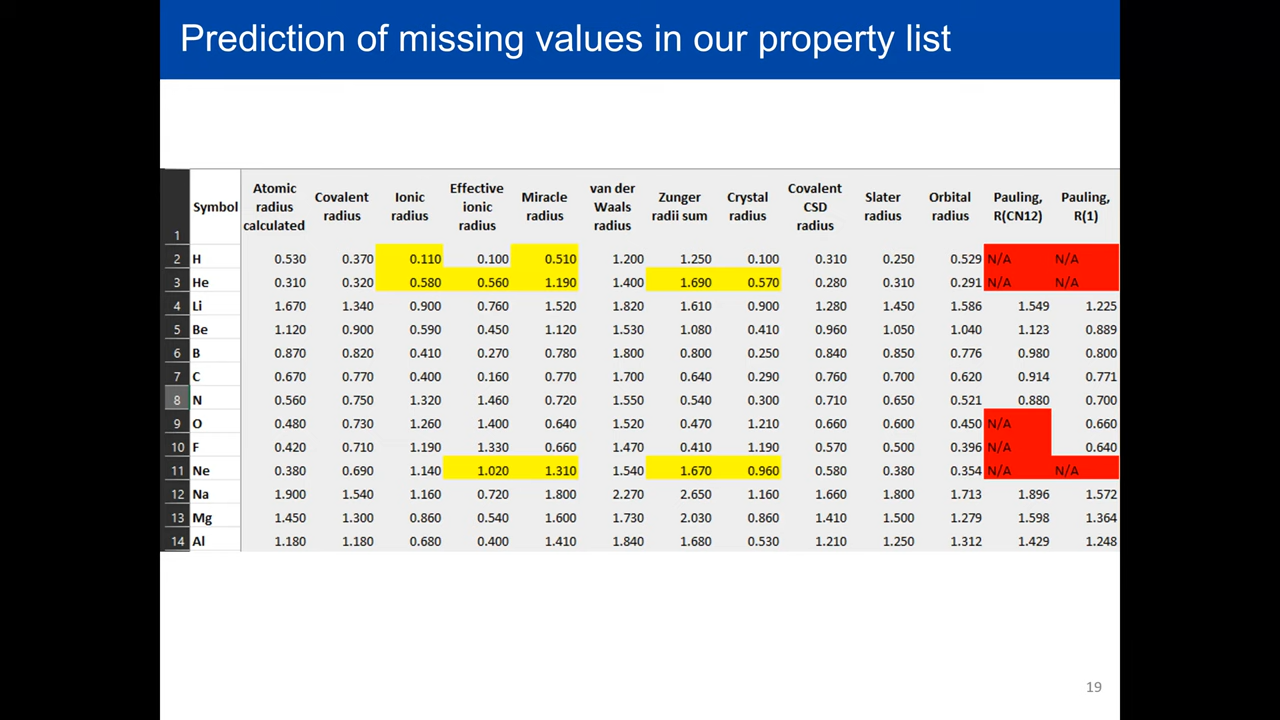 Prediction of missing values in our property list
1 Symbol Atomic radius calculated Covalent radius Ionic radius Effective ionic radius Miracle radius van der Waals radius Zunger radii sum Crystal radius Covalent CSD radius Slater radius Orbital radius Pauling, R(CN12) Pauling, R(1)
2 H 0.530 0.370 0.110 0.100 0.510 1.200 1.250 0.100 0.310 0.250 0.529 N/A N/A
3 He 0.310 0.320 0.580 0.560 1.190 1.400 1.690 0.570 0.280 0.310 0.291 N/A N/A
4 Li 1.670 1.340 0.900 0.760 1.520 1.820 1.610 0.900 1.280 1.450 1.586 1.549 1.225
5 Be 1.120 0.900 0.590 0.450 1.120 1.530 1.080 0.410 0.960 1.050 1.040 1.123 0.889
6 B 0.870 0.820 0.410 0.270 0.780 1.800 0.800 0.250 0.840 0.850 0.776 0.980 0.800
7 C 0.670 0.770 0.400 0.160 0.770 1.700 0.640 0.290 0.760 0.700 0.620 0.914 0.771
8 N 0.560 0.750 1.320 1.460 0.720 1.550 0.540 0.300 0.710 0.650 0.521 0.880 0.700
9 O 0.480 0.730 1.260 1.400 0.640 1.520 0.470 1.210 0.660 0.600 0.450 N/A 0.660
10 F 0.420 0.710 1.190 1.330 0.660 1.470 0.410 1.190 0.570 0.500 0.396 N/A 0.640
11 Ne 0.380 0.690 1.140 1.020 1.310 1.540 1.670 0.960 0.580 0.380 0.354 N/A N/A
12 Na 1.900 1.540 1.160 0.720 1.800 2.270 2.650 1.160 1.660 1.800 1.713 1.896 1.572
13 Mg 1.450 1.300 0.860 0.540 1.600 1.730 2.030 0.860 1.410 1.500 1.279 1.598 1.364
14 Al 1.180 1.180 0.680 0.400 1.410 1.840 1.680 0.530 1.210 1.250 1.312 1.429 1.248
19